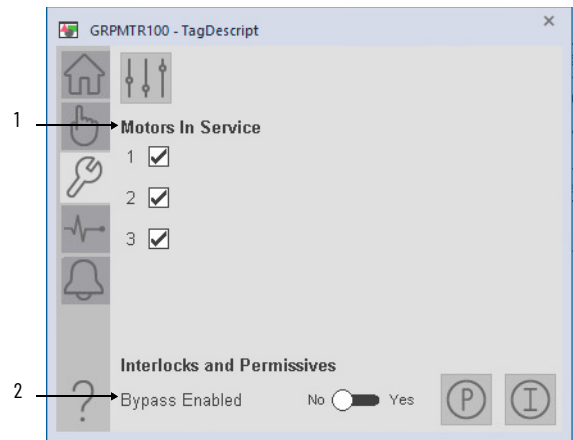 GRPMTR100 - TagDescript
1
Motors In Service
1
2
3
Interlocks and Permissives
2
Bypass Enabled No Yes P I
?